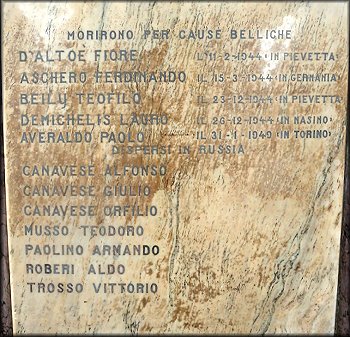 MORIRONO PER CAUSE BELLICHE
D'ALTOÈ FIORE IL 11-2-1944 (IN PIEVETTA)
ASCHERO FERDINANDO IL 15-3-1944 (IN GERMANIA)
BEILY TEOFILO IL 23-12-1944 (IN PIEVETTA)
DEMICHELIS LAURO IL 26-12-1944 (IN NASINO)
AVERALDO PAOLO IL 31-1-1949 (IN TORINO)
DISPERSI IN RUSSIA
CANAVESE ALFONSO
CANAVESE GIULIO
CANAVESE ORFILIO
MUSSO TEODORO
PAOLINO ARMANDO
ROBERI ALDO
TROSSO VITTORIO